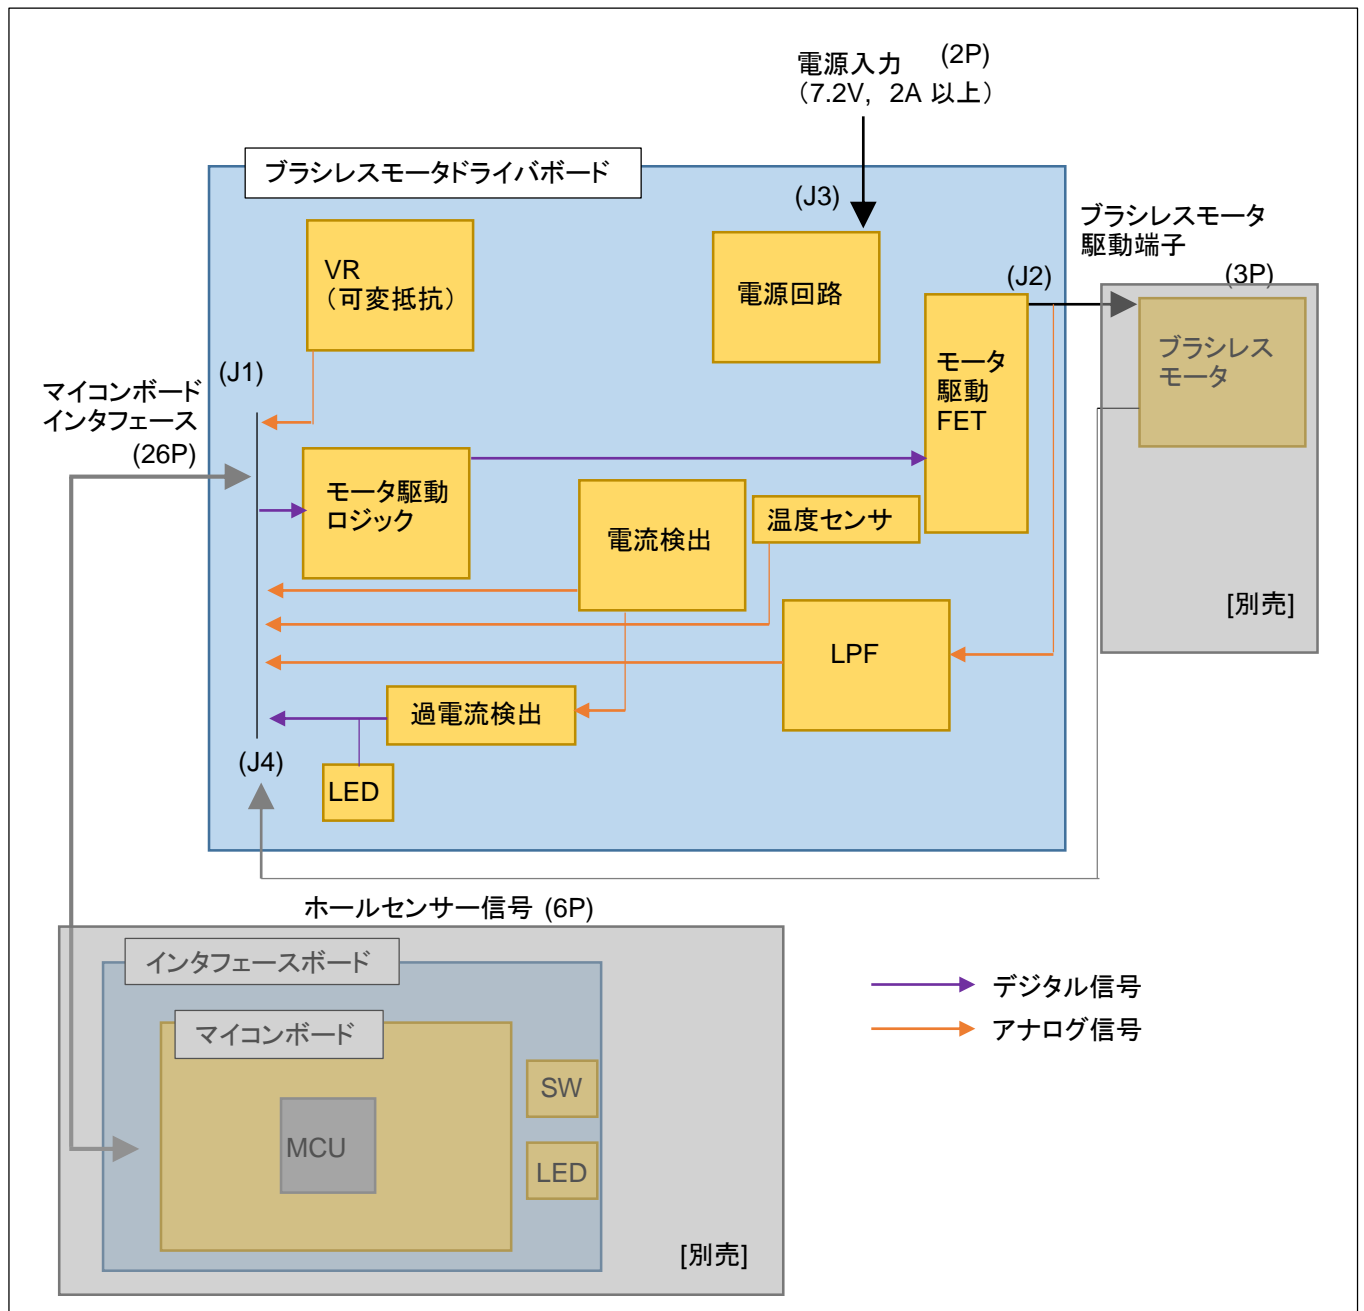 電源入力 (2P)
（7.2V, 2A 以上）
ブラシレスモータドライバボード
(J3)
ブラシレスモータ
駆動端子
(3P)
VR
（可変抵抗）
電源回路
(J2)
ブラシレス
モータ
モータ
駆動
FET
(J1)
マイコンボード
インタフェース
(26P)
モータ駆動
ロジック
電流検出
温度センサ
[別売]
LPF
過電流検出
(J4)
LED
ホールセンサー信号 (6P)
インタフェースボード
マイコンボード
MCU
SW
LED
[別売]
デジタル信号
アナログ信号